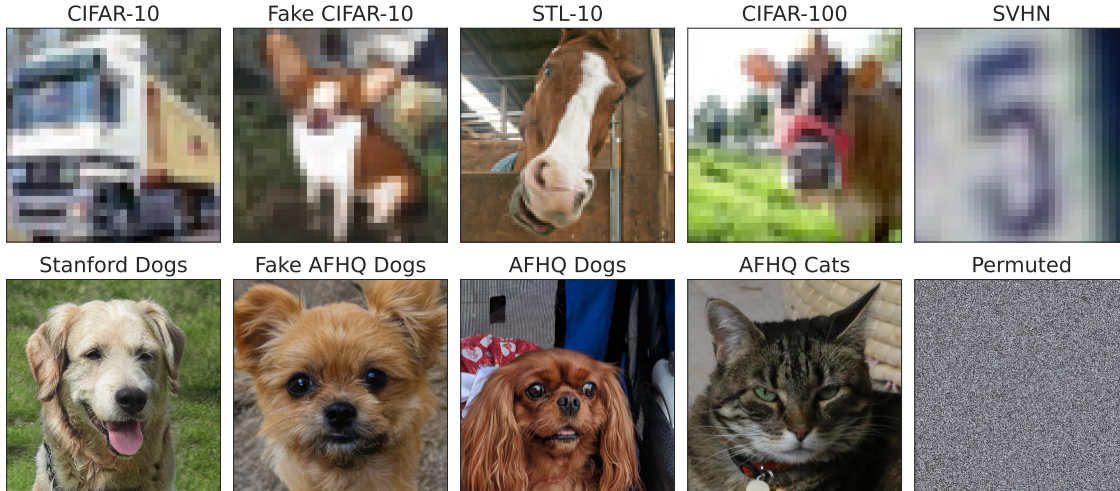 CIFAR-10
Fake CIFAR-10
STL-10
CIFAR-100
SVHN
5
Stanford Dogs
Fake AFHQ Dogs
AFHQ Dogs
AFHQ Cats
Permuted